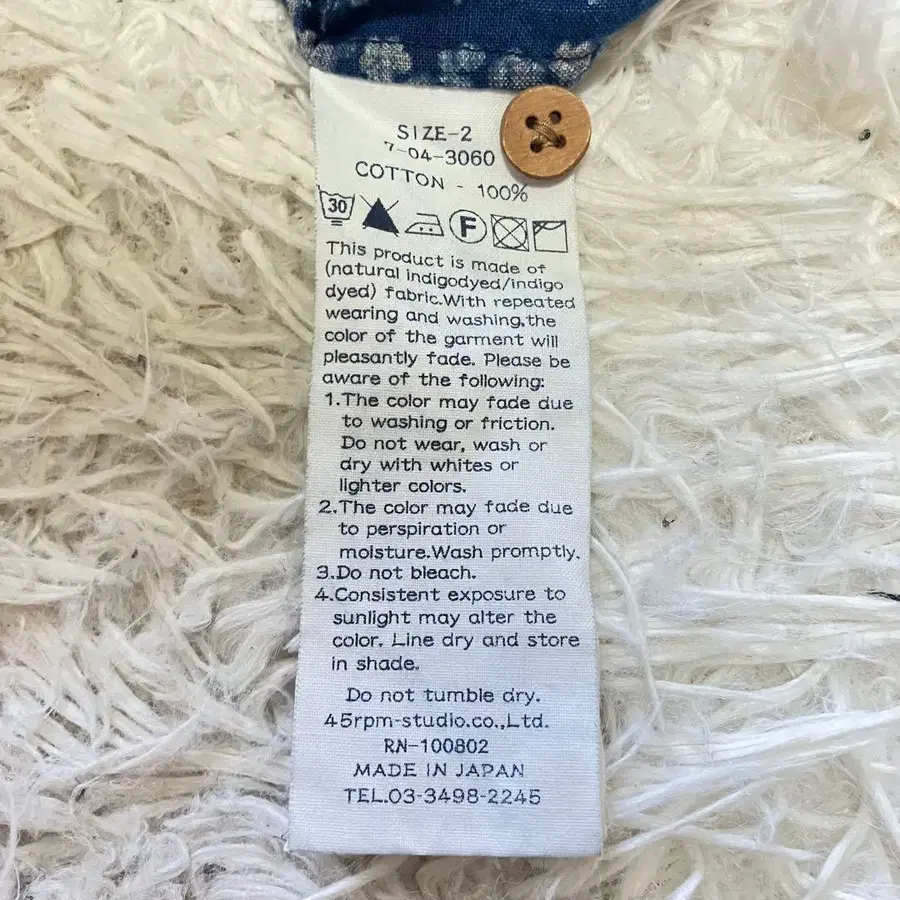 SIZE-2
7-04-3060
COTTON - 100%
30 F
This product is made of
(natural indigodyed/indigo
dyed) fabric.With repeated
wearing and washing,the
color of the garment will
pleasantly fade. Please be
aware of the following:
1.The color may fade due
to washing or friction.
Do not wear, wash or
dry with whites or
lighter colors.
2.The color may fade due
to perspiration or
moisture.Wash promptly.
3.Do not bleach.
4.Consistent exposure to
sunlight may alter the
color. Line dry and store
in shade.
Do not tumble dry.
45rpm-studio.co.,Ltd.
RN-100802
MADE IN JAPAN
TEL.03-3498-2245